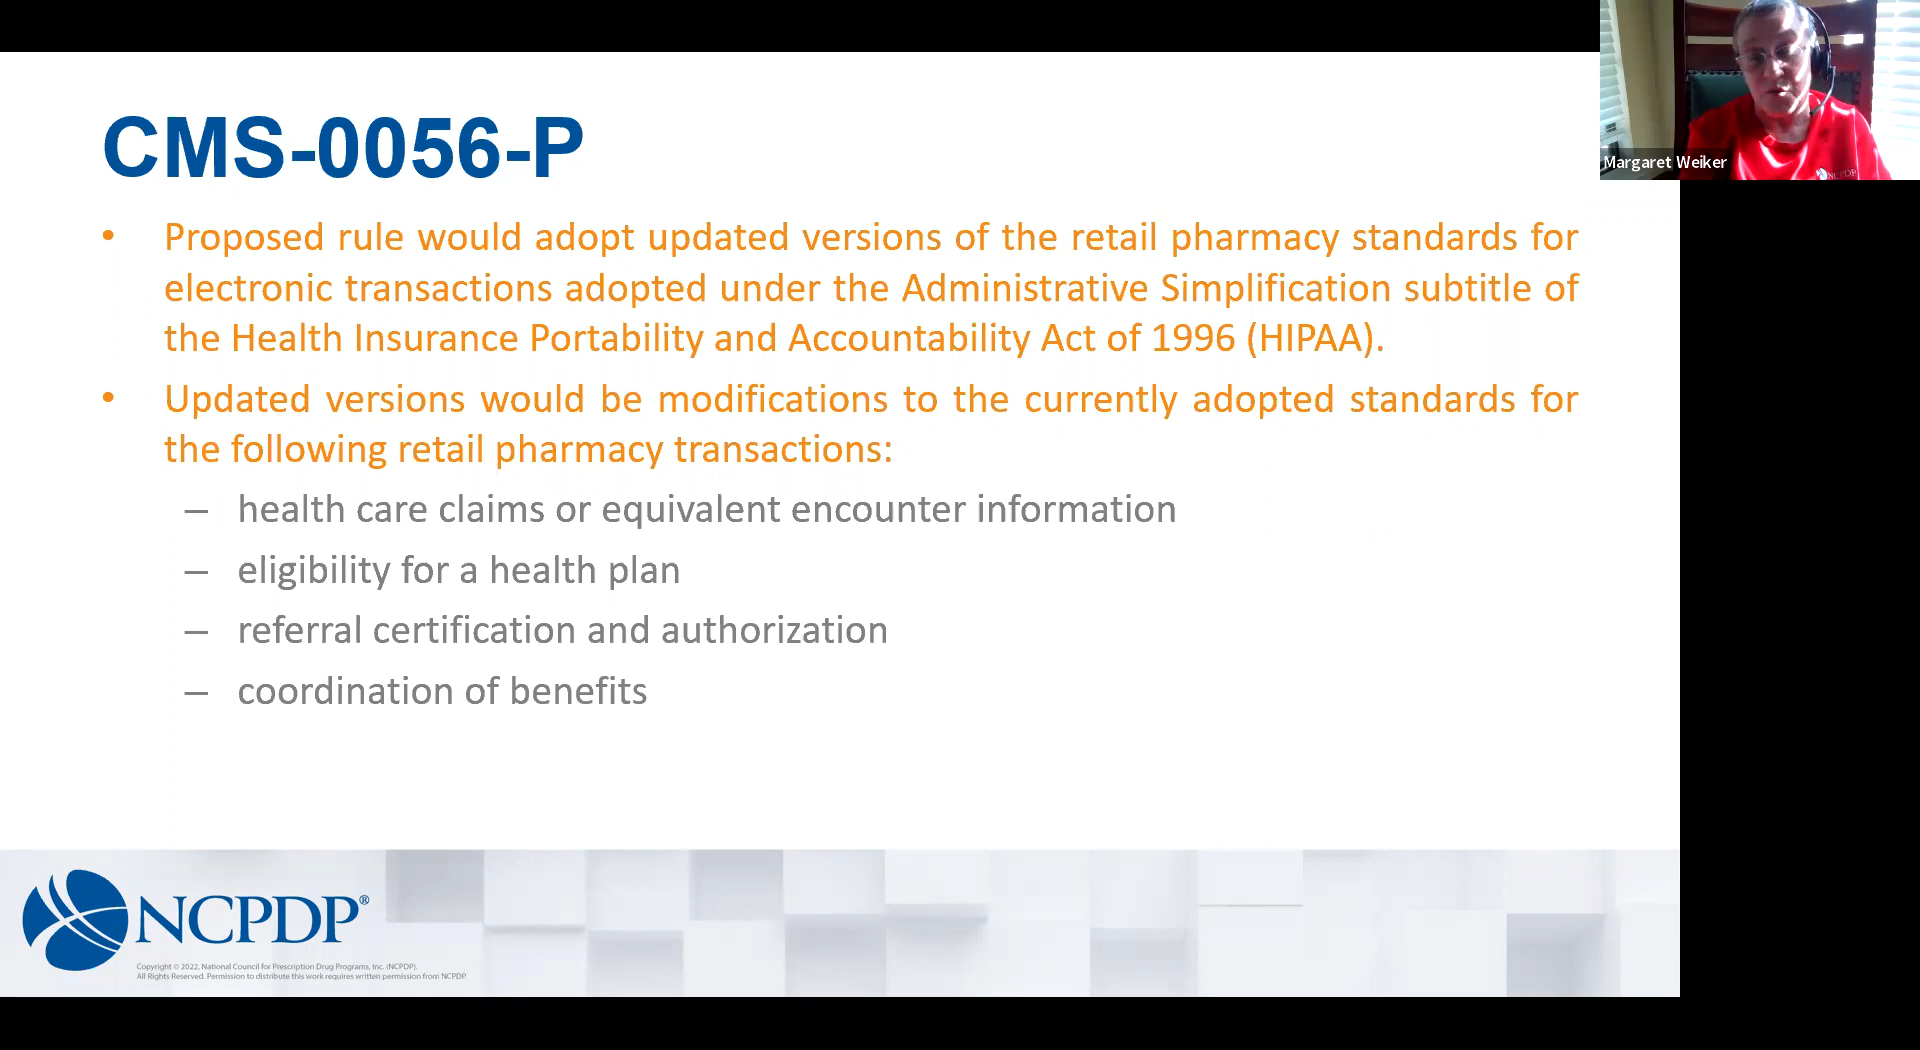 CMS-0056-P
Margaret Weiker
NCPDP
• Proposed rule would adopt updated versions of the retail pharmacy standards for
electronic transactions adopted under the Administrative Simplification subtitle of
the Health Insurance Portability and Accountability Act of 1996 (HIPAA).
• Updated versions would be modifications to the currently adopted standards for
the following retail pharmacy transactions:
– health care claims or equivalent encounter information
– eligibility for a health plan
– referral certification and authorization
– coordination of benefits
NCPDP®
Copyright © 2022, National Council for Prescription Drug Programs, Inc. (NCPDP).
All Rights Reserved. Permission to distribute this work requires written permission from NCPDP.